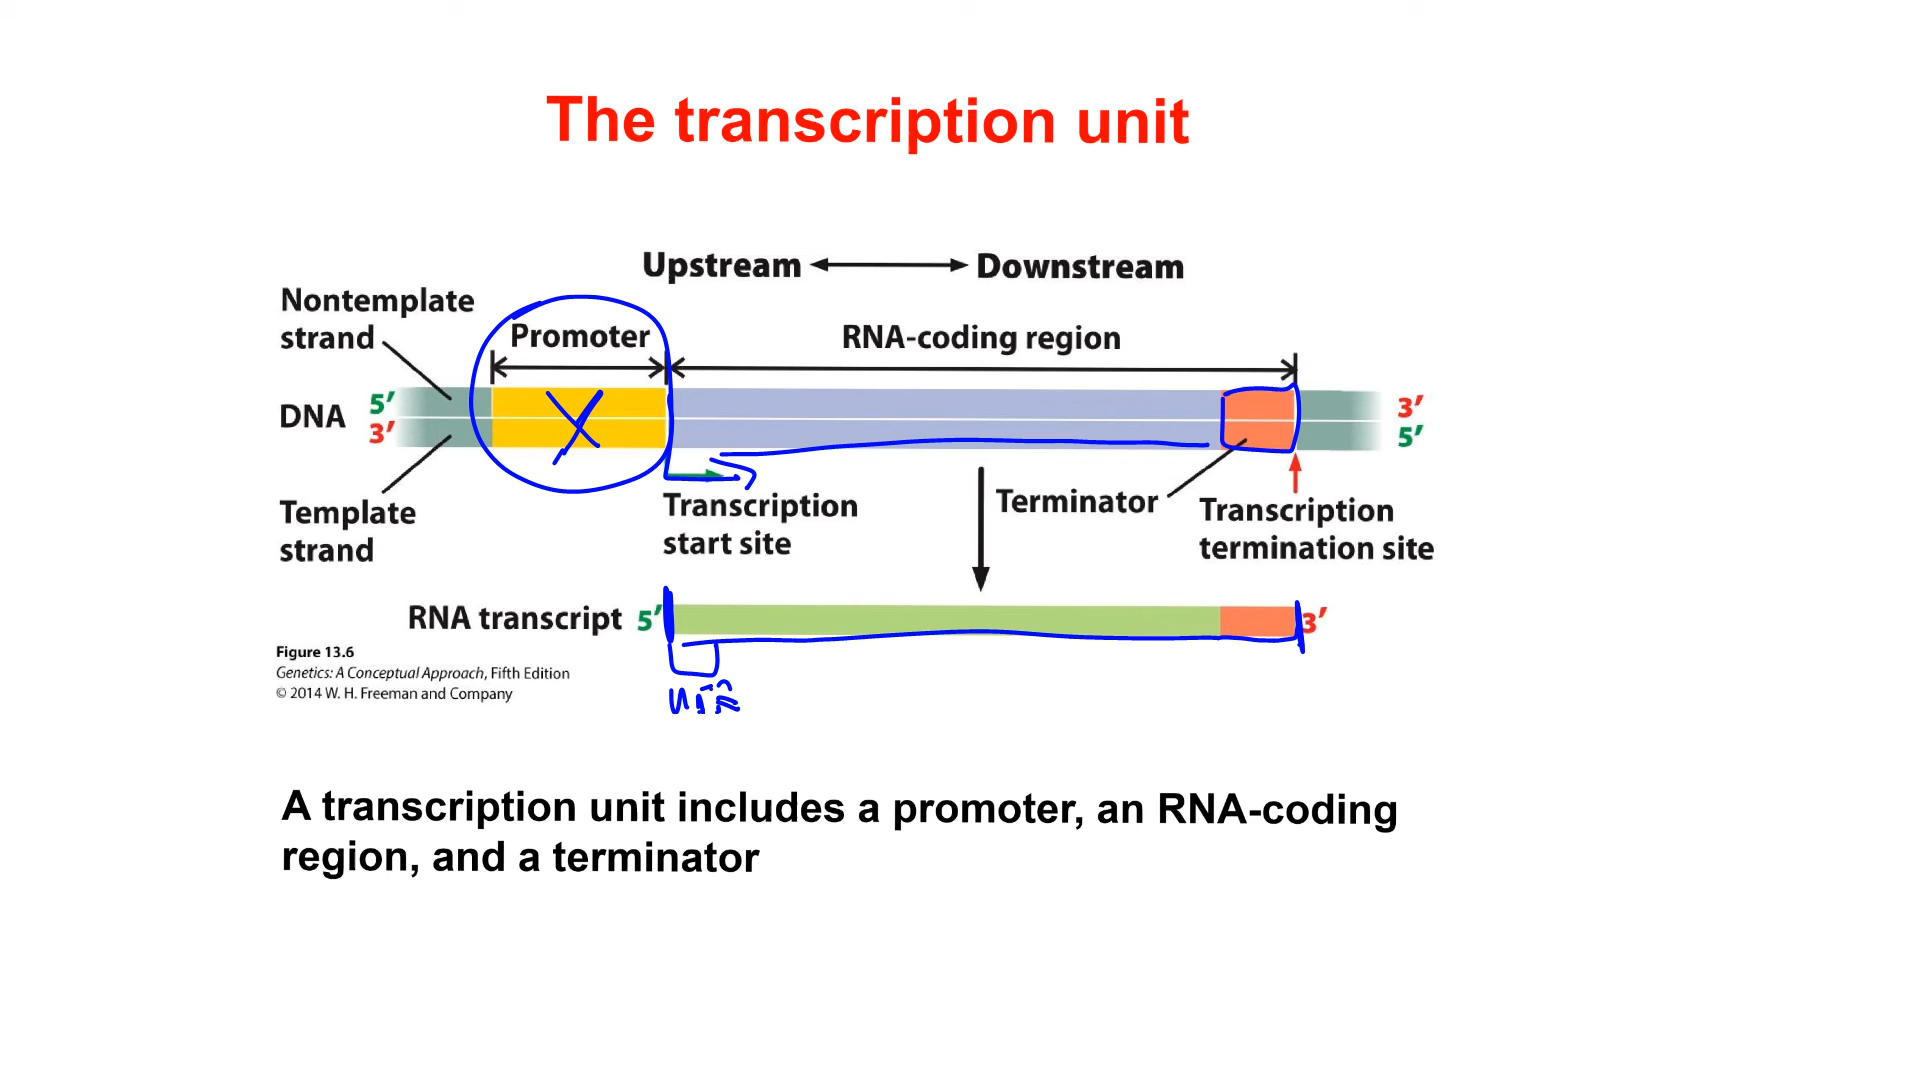 The transcription unit
Upstream Downstream
Nontemplate
strand
Promoter
RNA-coding region
DNA
5′ 3′
3′ 5′
Template
strand
Transcription
start site
Terminator
Transcription
termination site
RNA transcript 5′ 3′
Figure 13.6
Genetics: A Conceptual Approach, Fifth Edition
© 2014 W. H. Freeman and Company
A transcription unit includes a promoter, an RNA-coding
region, and a terminator